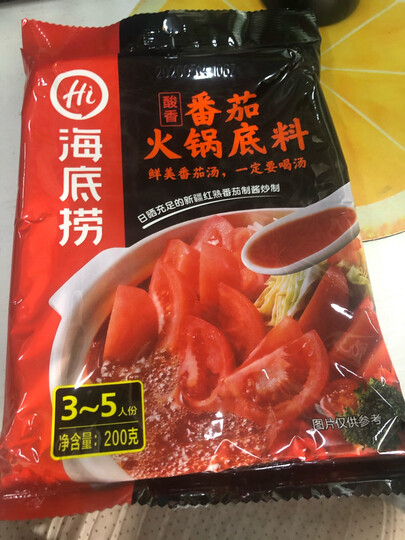 Hi
海底捞
酸香
番茄
火锅底料
鲜美番茄汤，一定要喝汤
日晒充足的新疆红熟番茄制酱炒制
3~5人份
净含量：200克
图片仅供参考